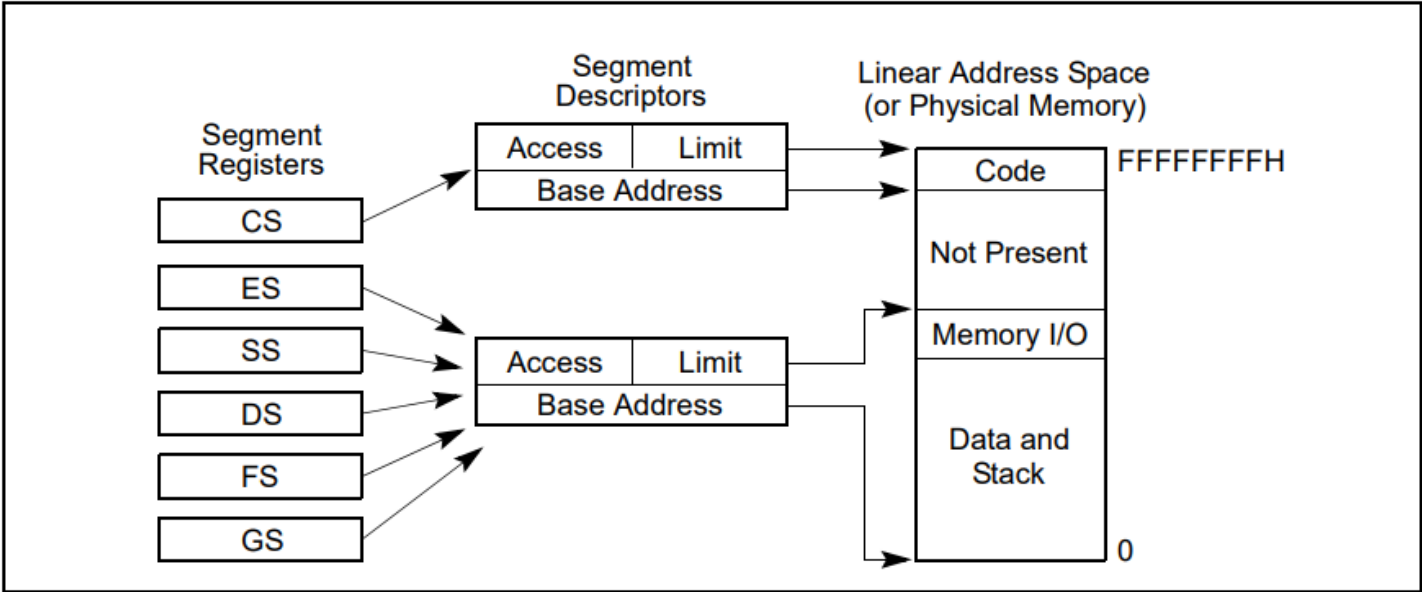 Segment
Registers
CS
ES
SS
DS
FS
GS
Segment
Descriptors
Access
Limit
Base Address
Access
Limit
Base Address
Linear Address Space
(or Physical Memory)
Code
FFFFFFFFH
Not Present
Memory I/O
Data and
Stack
0